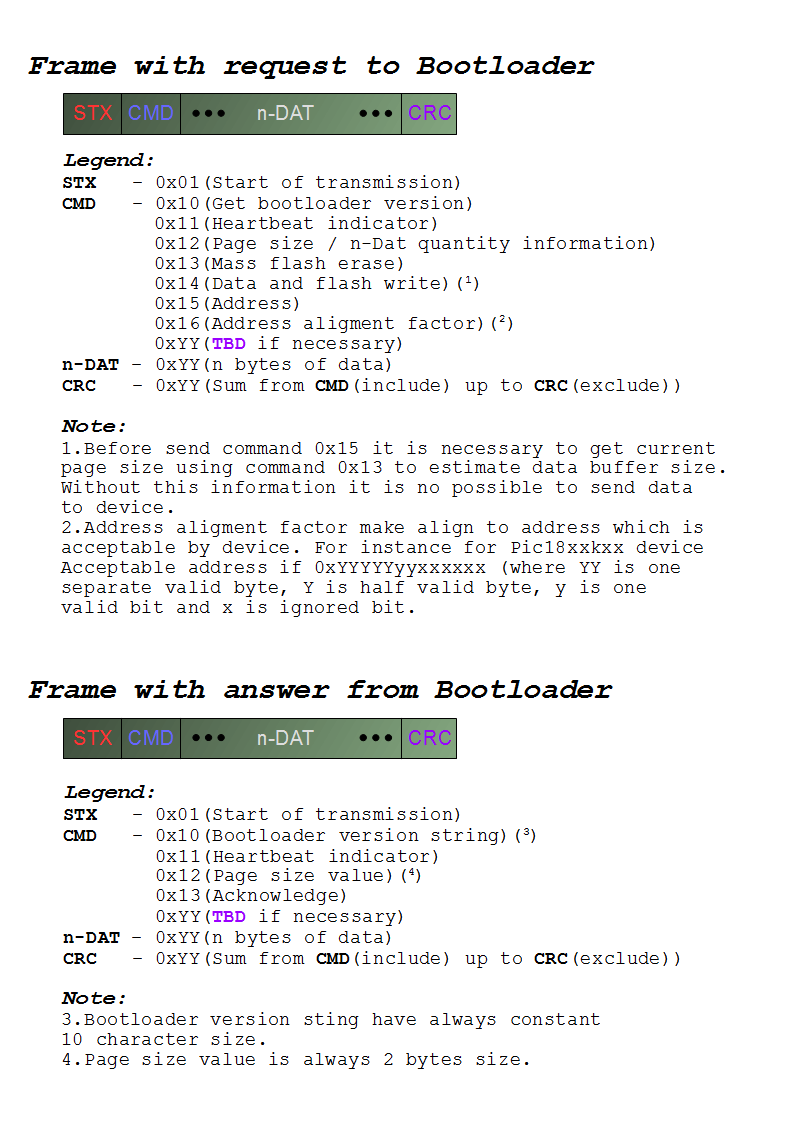 Frame with request to Bootloader
STX CMD ••• n-DAT ••• CRC
Legend:
STX – 0x01(Start of transmission)
CMD – 0x10(Get bootloader version)
0x11(Heartbeat indicator)
0x12(Page size / n-Dat quantity information)
0x13(Mass flash erase)
0x14(Data and flash write)(¹)
0x15(Address)
0x16(Address aligment factor)(²)
0xYY(TBD if necessary)
n-DAT – 0xYY(n bytes of data)
CRC – 0xYY(Sum from CMD(include) up to CRC(exclude))
Note:
1.Before send command 0x15 it is necessary to get current
page size using command 0x13 to estimate data buffer size.
Without this information it is no possible to send data
to device.
2.Address aligment factor make align to address which is
acceptable by device. For instance for Pic18xxkxx device
Acceptable address if 0xYYYYYyyxxxxxx (where YY is one
separate valid byte, Y is half valid byte, y is one
valid bit and x is ignored bit.
Frame with answer from Bootloader
STX CMD ••• n-DAT ••• CRC
Legend:
STX – 0x01(Start of transmission)
CMD – 0x10(Bootloader version string)(³)
0x11(Heartbeat indicator)
0x12(Page size value)(⁴)
0x13(Acknowledge)
0xYY(TBD if necessary)
n-DAT – 0xYY(n bytes of data)
CRC – 0xYY(Sum from CMD(include) up to CRC(exclude))
Note:
3.Bootloader version sting have always constant
10 character size.
4.Page size value is always 2 bytes size.